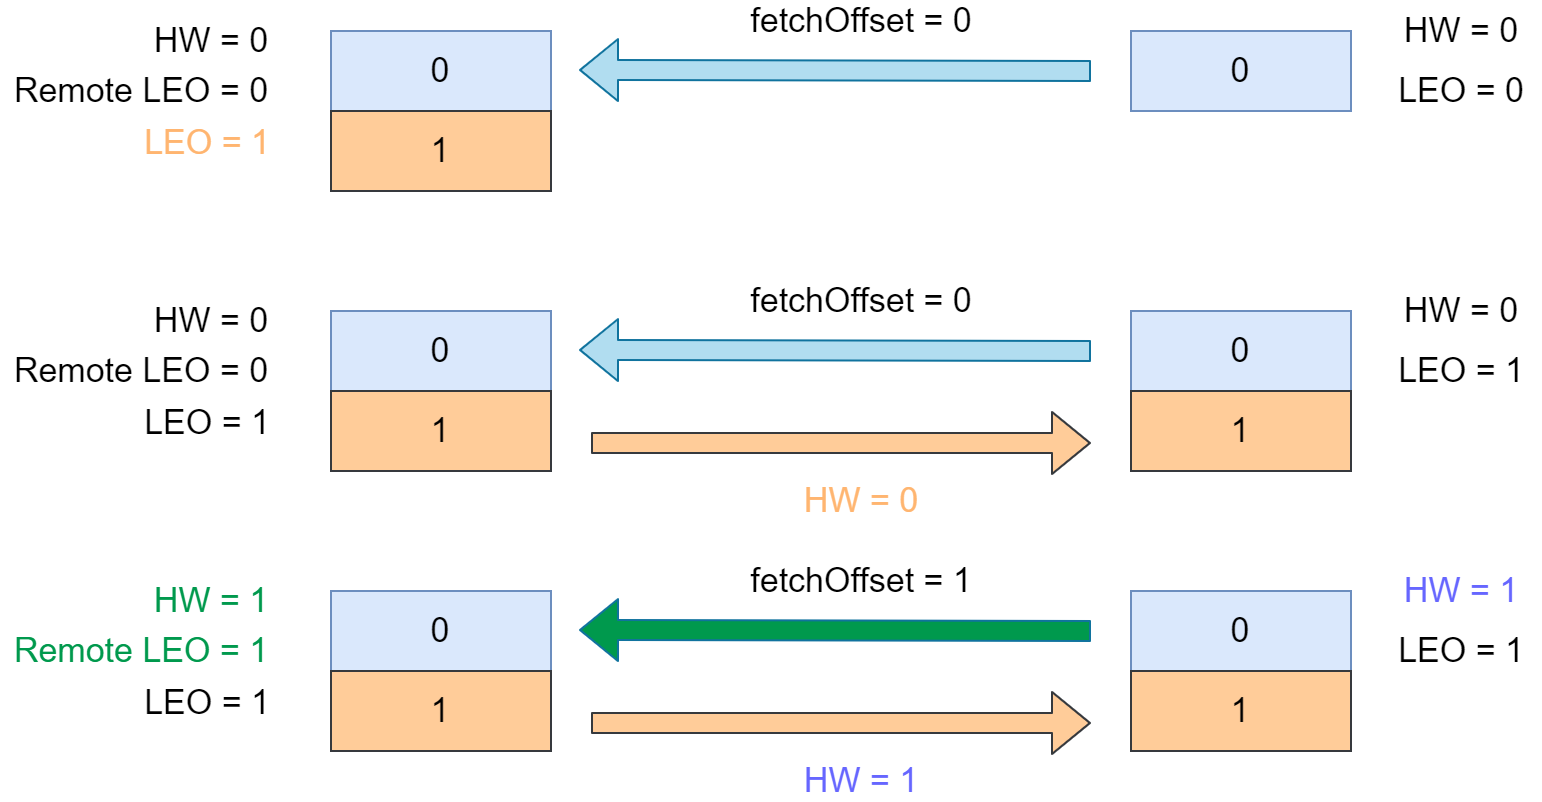 fetchOffset = 0
HW = 0
Remote LEO = 0
LEO = 1
0
1
0
HW = 0
LEO = 0
fetchOffset = 0
HW = 0
Remote LEO = 0
LEO = 1
0
1
HW = 0
0
1
HW = 0
LEO = 1
fetchOffset = 1
HW = 1
Remote LEO = 1
LEO = 1
0
1
HW = 1
0
1
HW = 1
LEO = 1